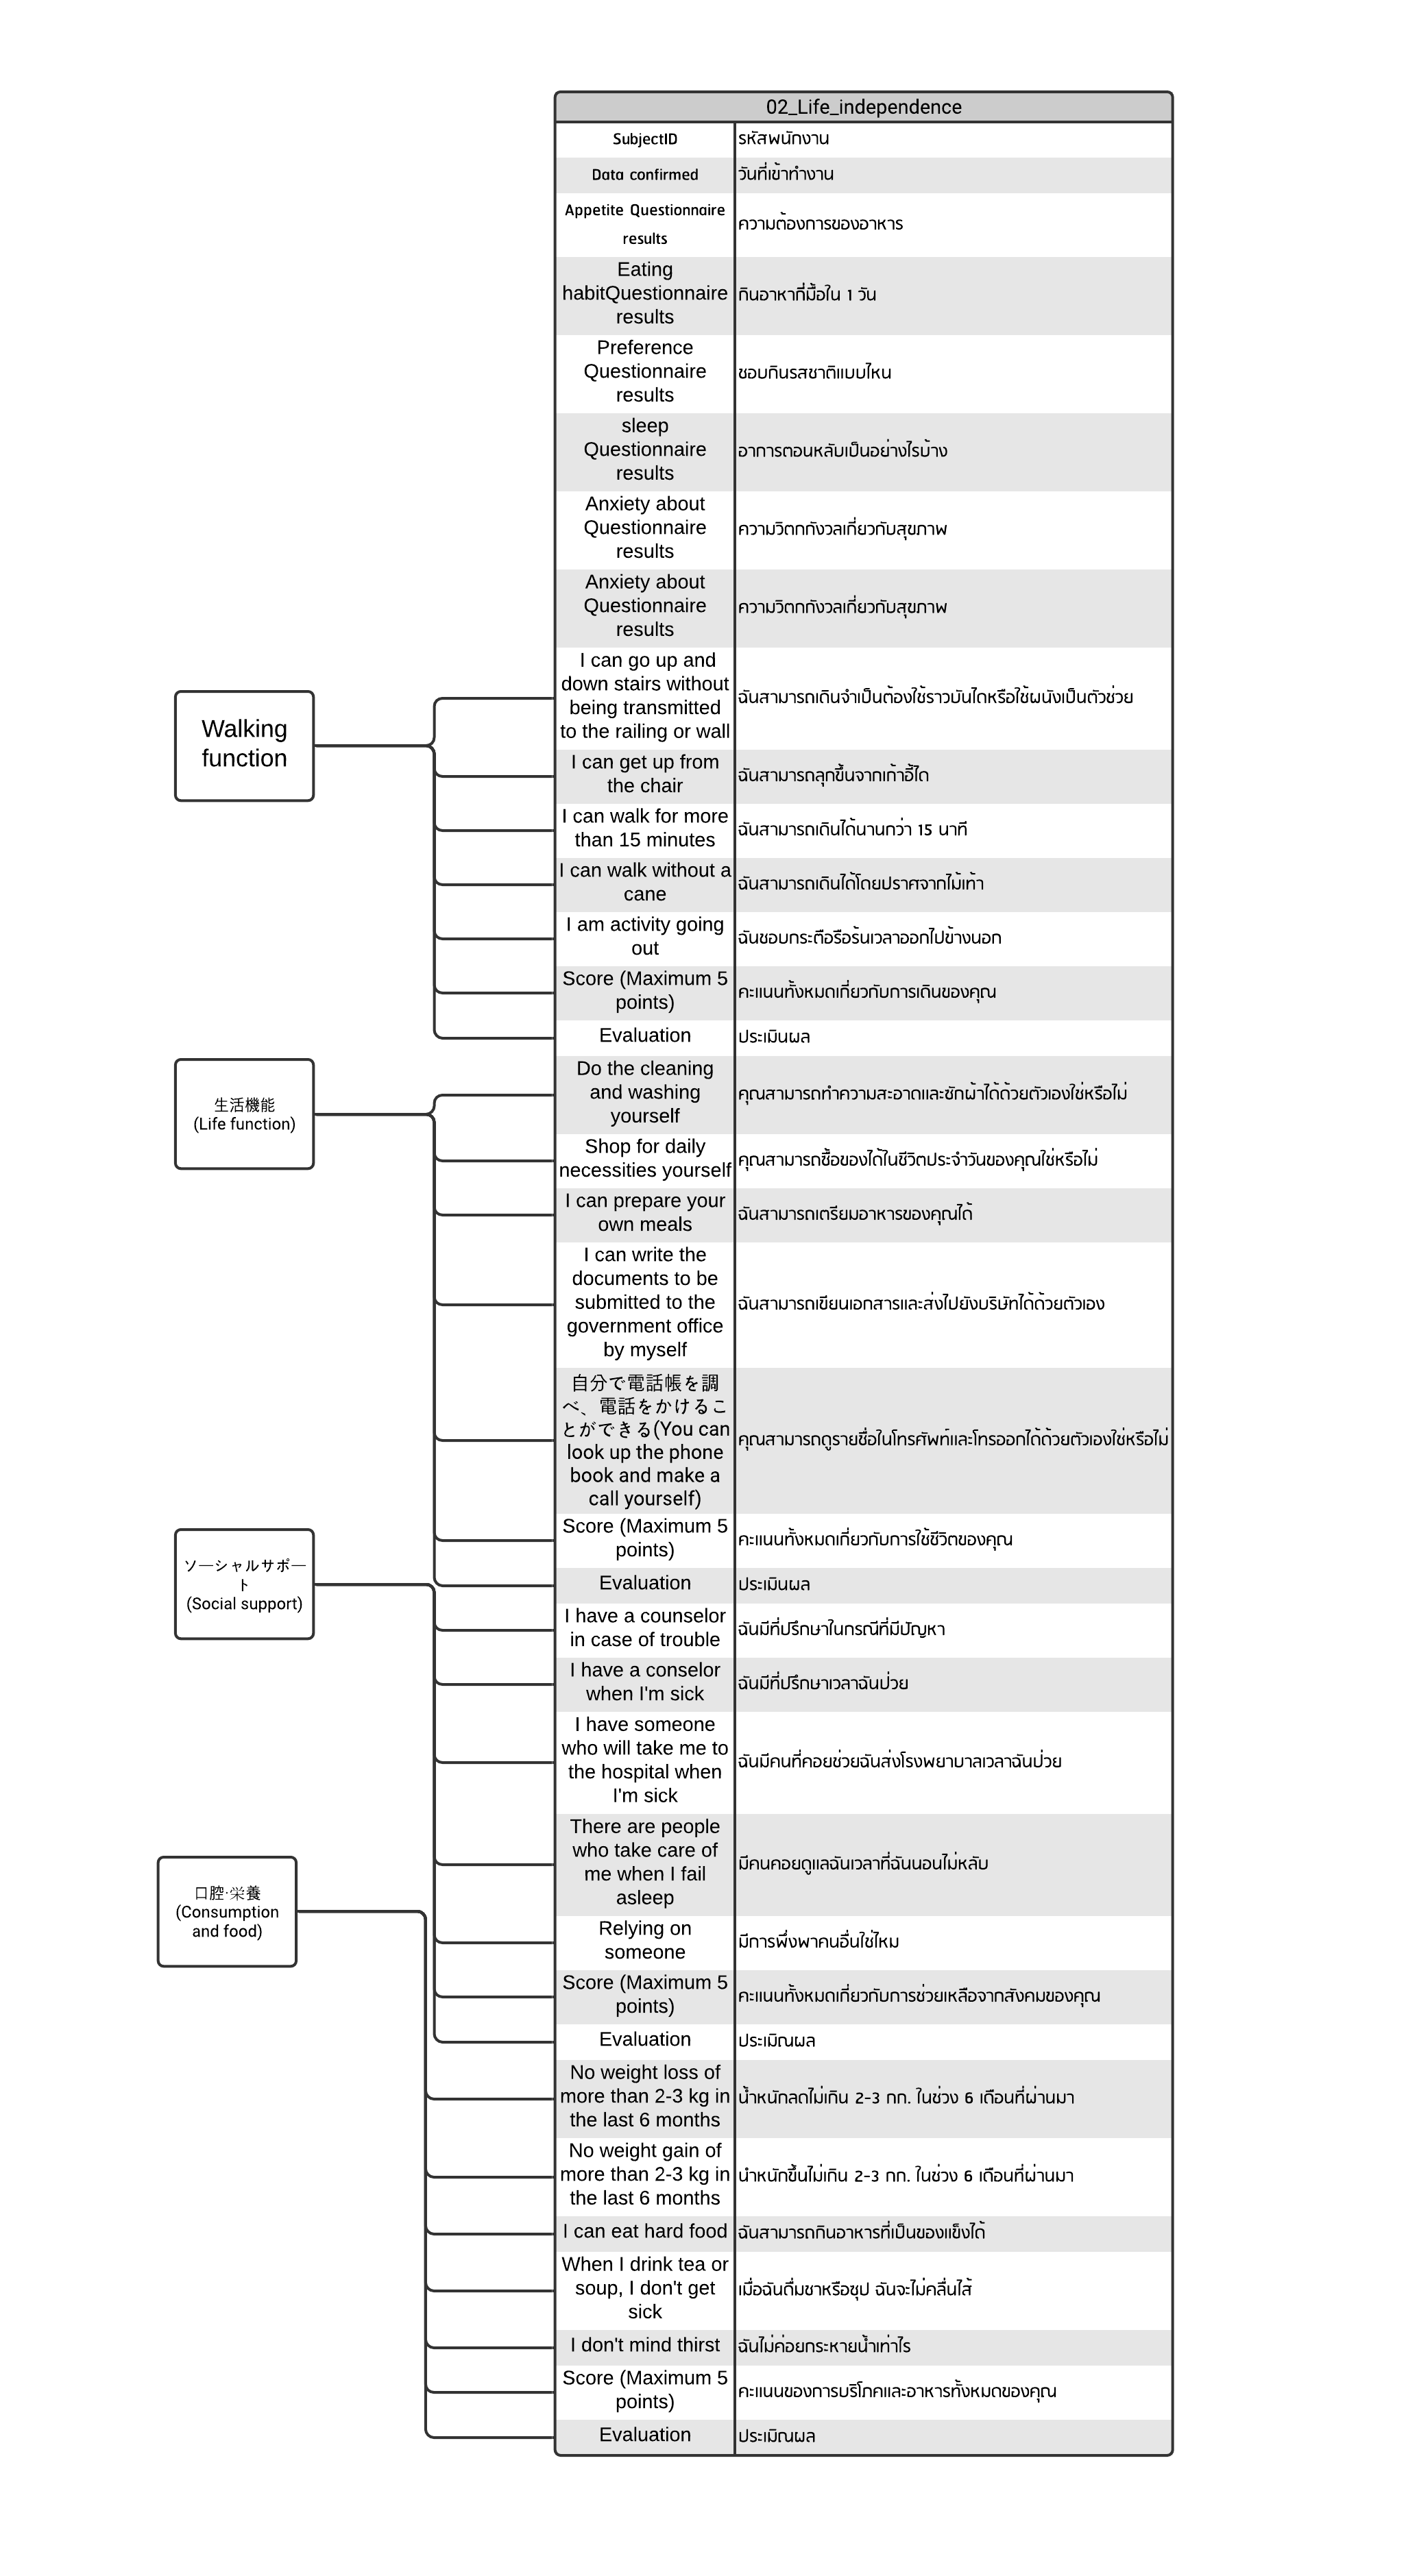 02_Life_independence
SubjectID
รหัสพนักงาน
Data confirmed
วันที่เข้าทำงาน
Appetite Questionnaire
results
ความต้องการของอาหาร
Eating
habitQuestionnaire
results
กินอาหากี่มื้อใน 1 วัน
Preference
Questionnaire
results
ชอบกินรสชาติแบบไหน
sleep
Questionnaire
results
อาการตอนหลับเป็นอย่างไรบ้าง
Anxiety about
Questionnaire
results
ความวิตกกังวลเกี่ยวกับสุขภาพ
Anxiety about
Questionnaire
results
ความวิตกกังวลเกี่ยวกับสุขภาพ
Walking
function
I can go up and
down stairs without
being transmitted
to the railing or wall
ฉันสามารถเดินจำเป็นต้องใช้ราวบันไดหรือใช้ผนังเป็นตัวช่วย
I can get up from
the chair
ฉันสามารถลุกขึ้นจากเก้าอี้ได
I can walk for more
than 15 minutes
ฉันสามารถเดินได้นานกว่า 15 นาที
I can walk without a
cane
ฉันสามารถเดินได้โดยปราศจากไม้เท้า
I am activity going
out
ฉันชอบกระตือรือร้นเวลาออกไปข้างนอก
Score (Maximum 5
points)
คะแนนทั้งหมดเกี่ยวกับการเดินของคุณ
Evaluation
ประเมินผล
生活機能
(Life function)
Do the cleaning
and washing
yourself
คุณสามารถทำความสะอาดและซักผ้าได้ด้วยตัวเองใช่หรือไม่
Shop for daily
necessities yourself
คุณสามารถซื้อของได้ในชีวิตประจำวันของคุณใช่หรือไม่
I can prepare your
own meals
ฉันสามารถเตรียมอาหารของคุณได้
I can write the
documents to be
submitted to the
government office
by myself
ฉันสามารถเขียนเอกสารและส่งไปยังบริษัทได้ด้วยตัวเอง
自分で電話帳を調
べ、電話をかけるこ
とができる(You can
look up the phone
book and make a
call yourself)
คุณสามารถดูรายชื่อในโทรศัพท์และโทรออกได้ด้วยตัวเองใช่หรือไม่
Score (Maximum 5
points)
คะแนนทั้งหมดเกี่ยวกับการใช้ชีวิตของคุณ
Evaluation
ประเมินผล
ソーシャルサポー
ト
(Social support)
I have a counselor
in case of trouble
ฉันมีที่ปรึกษาในกรณีที่มีปัญหา
I have a conselor
when I'm sick
ฉันมีที่ปรึกษาเวลาฉันป่วย
I have someone
who will take me to
the hospital when
I'm sick
ฉันมีคนที่คอยช่วยฉันส่งโรงพยาบาลเวลาฉันป่วย
There are people
who take care of
me when I fail
asleep
มีคนคอยดูแลฉันเวลาที่ฉันนอนไม่หลับ
Relying on
someone
มีการพึ่งพาคนอื่นใช่ไหม
Score (Maximum 5
points)
คะแนนทั้งหมดเกี่ยวกับการช่วยเหลือจากสังคมของคุณ
Evaluation
ประเมิณผล
口腔·栄養
(Consumption
and food)
No weight loss of
more than 2-3 kg in
the last 6 months
น้ำหนักลดไม่เกิน 2-3 กก. ในช่วง 6 เดือนที่ผ่านมา
No weight gain of
more than 2-3 kg in
the last 6 months
นำหนักขึ้นไม่เกิน 2-3 กก. ในช่วง 6 เดือนที่ผ่านมา
I can eat hard food
ฉันสามารถกินอาหารที่เป็นของแข็งได้
When I drink tea or
soup, I don't get
sick
เมื่อฉันดื่มชาหรือซุป ฉันจะไม่คลื่นไส้
I don't mind thirst
ฉันไม่ค่อยกระหายน้ำเท่าไร
Score (Maximum 5
points)
คะแนนของการบริโภคและอาหารทั้งหมดของคุณ
Evaluation
ประเมิณผล